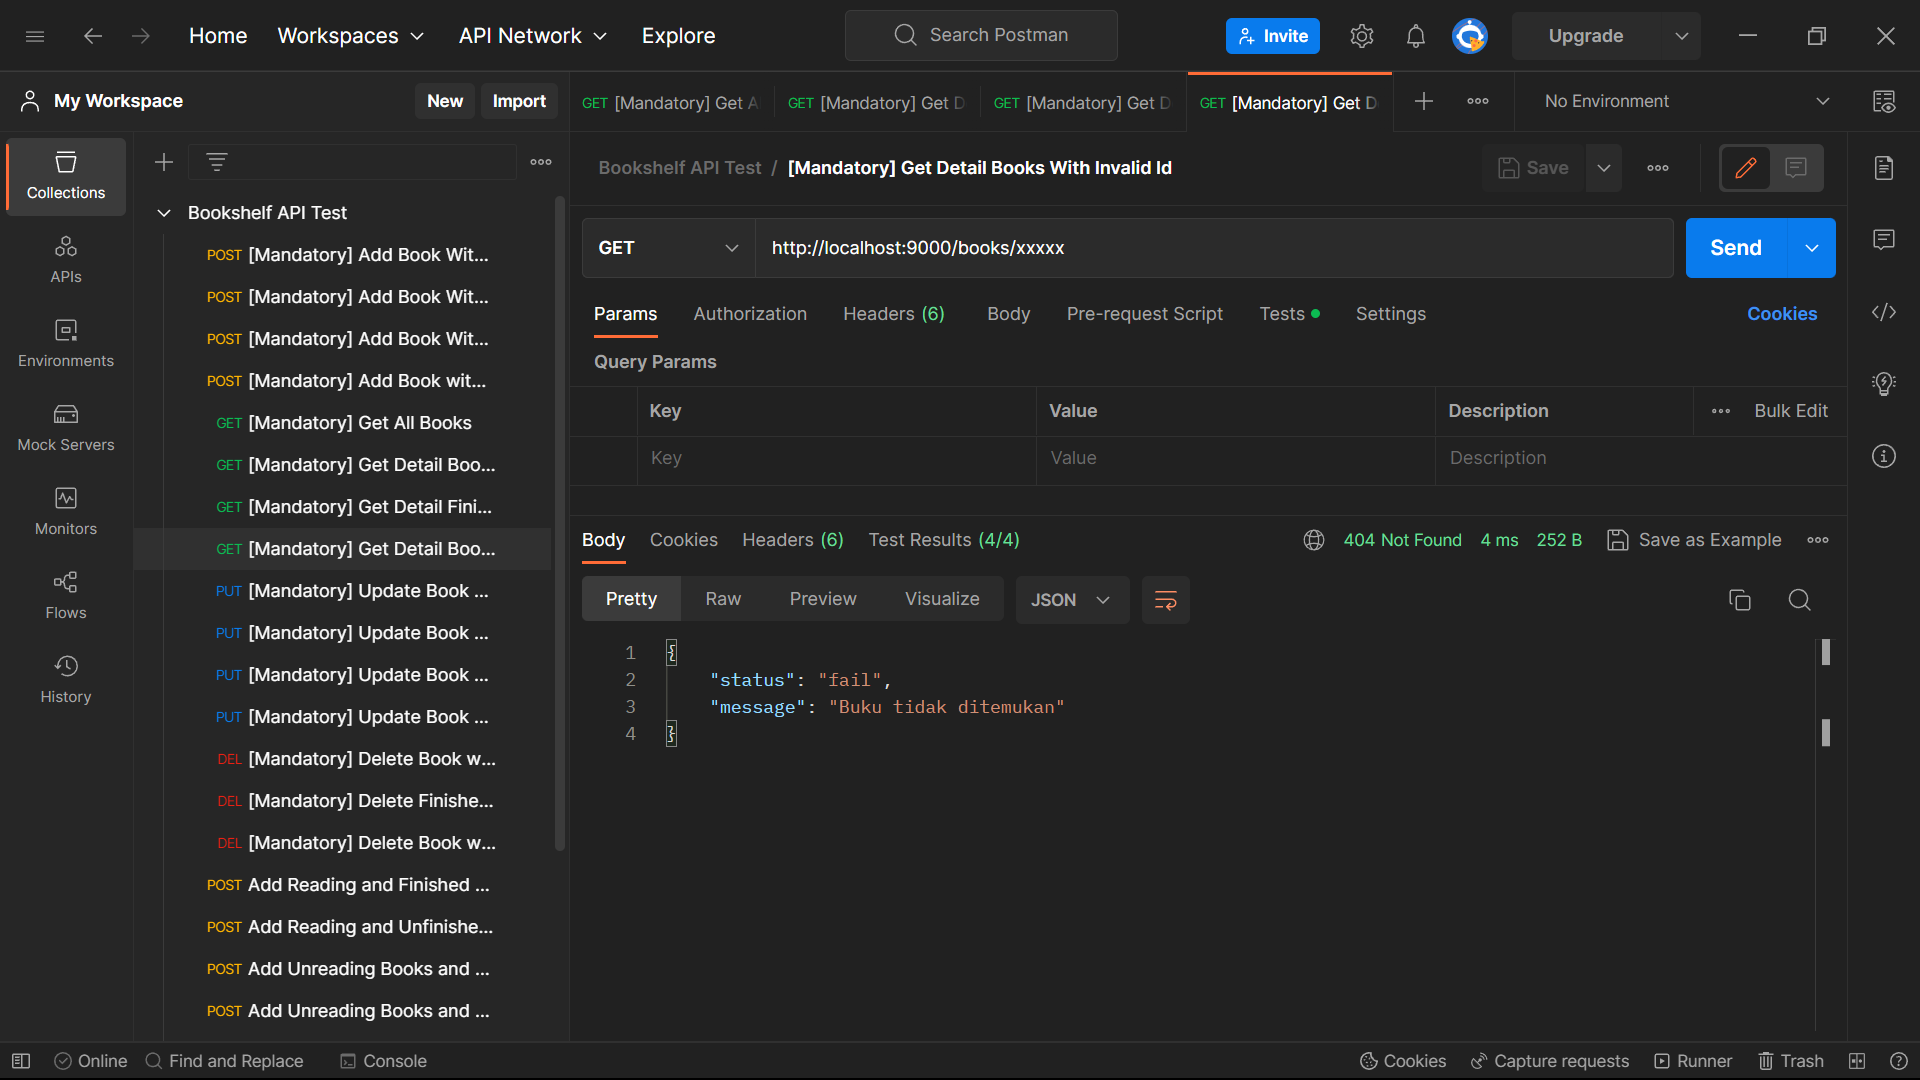 Home
Workspaces
API Network
Explore
Search Postman
Invite
Upgrade
My Workspace
New
Import
GET [Mandatory] Get A
GET [Mandatory] Get D
GET [Mandatory] Get D
GET [Mandatory] Get D
No Environment
Collections
APIs
Environments
Mock Servers
Monitors
Flows
History
Bookshelf API Test
POST [Mandatory] Add Book Wit...
POST [Mandatory] Add Book Wit...
POST [Mandatory] Add Book Wit...
POST [Mandatory] Add Book wit...
GET [Mandatory] Get All Books
GET [Mandatory] Get Detail Boo...
GET [Mandatory] Get Detail Fini...
GET [Mandatory] Get Detail Boo...
PUT [Mandatory] Update Book ...
PUT [Mandatory] Update Book ...
PUT [Mandatory] Update Book ...
PUT [Mandatory] Update Book ...
DEL [Mandatory] Delete Book w...
DEL [Mandatory] Delete Finishe...
DEL [Mandatory] Delete Book w...
POST Add Reading and Finished ...
POST Add Reading and Unfinishe...
POST Add Unreading Books and ...
POST Add Unreading Books and ...
Bookshelf API Test / [Mandatory] Get Detail Books With Invalid Id
Save
GET
http://localhost:9000/books/xxxxx
Send
Params
Authorization
Headers (6)
Body
Pre-request Script
Tests
Settings
Cookies
Query Params
Key
Value
Description
Bulk Edit
Key
Value
Description
Body
Cookies
Headers (6)
Test Results (4/4)
404 Not Found
4 ms
252 B
Save as Example
Pretty
Raw
Preview
Visualize
JSON
1 {
2 "status": "fail",
3 "message": "Buku tidak ditemukan"
4 }
Online
Find and Replace
Console
Cookies
Capture requests
Runner
Trash